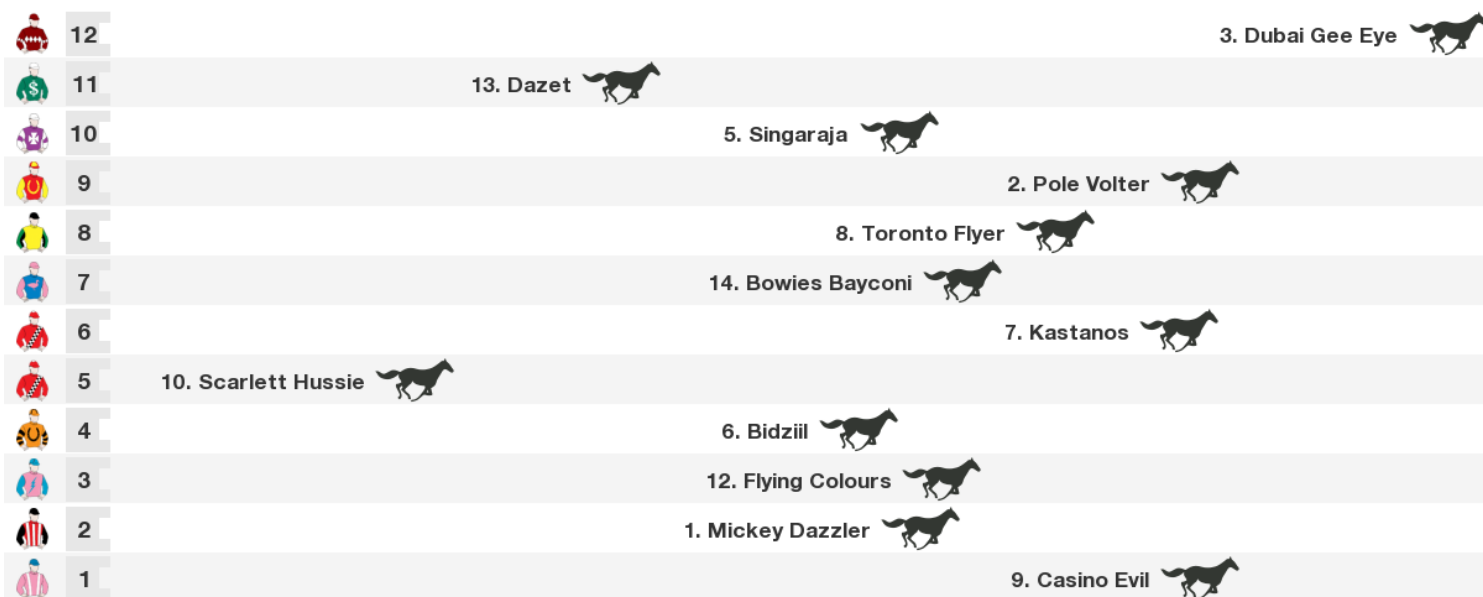 12 3. Dubai Gee Eye
$ 11 13. Dazet
10 5. Singaraja
9 2. Pole Volter
8 8. Toronto Flyer
7 14. Bowies Bayconi
6 7. Kastanos
5 10. Scarlett Hussie
4 6. Bidziil
3 12. Flying Colours
2 1. Mickey Dazzler
1 9. Casino Evil